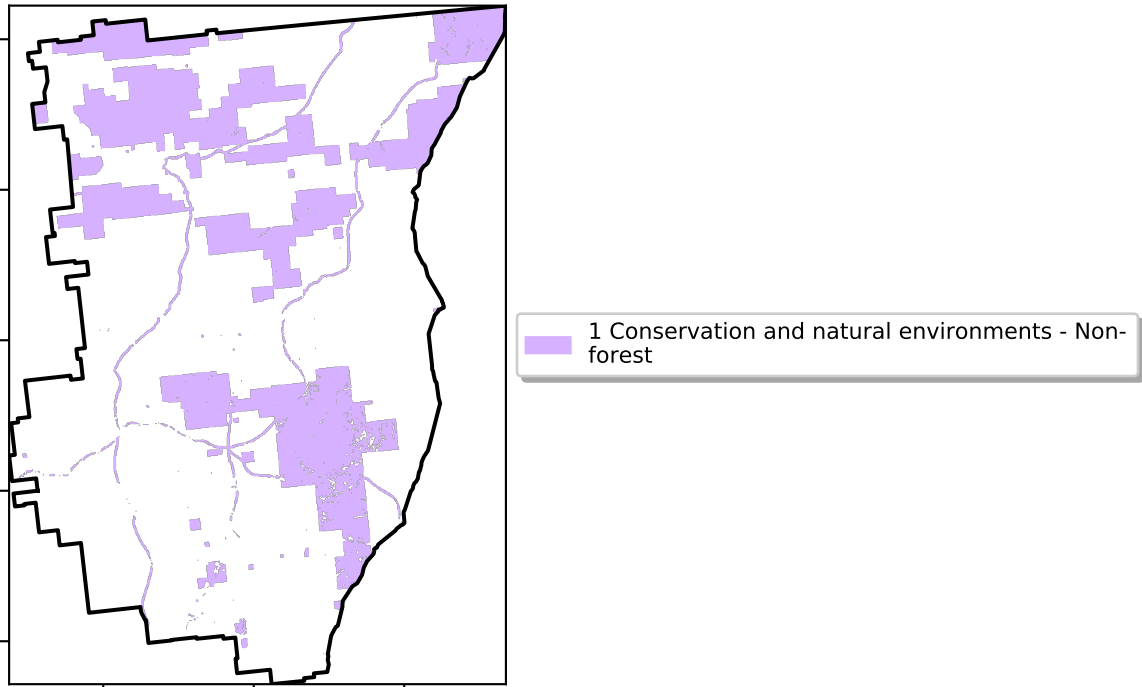 1 Conservation and natural environments - Non-
forest